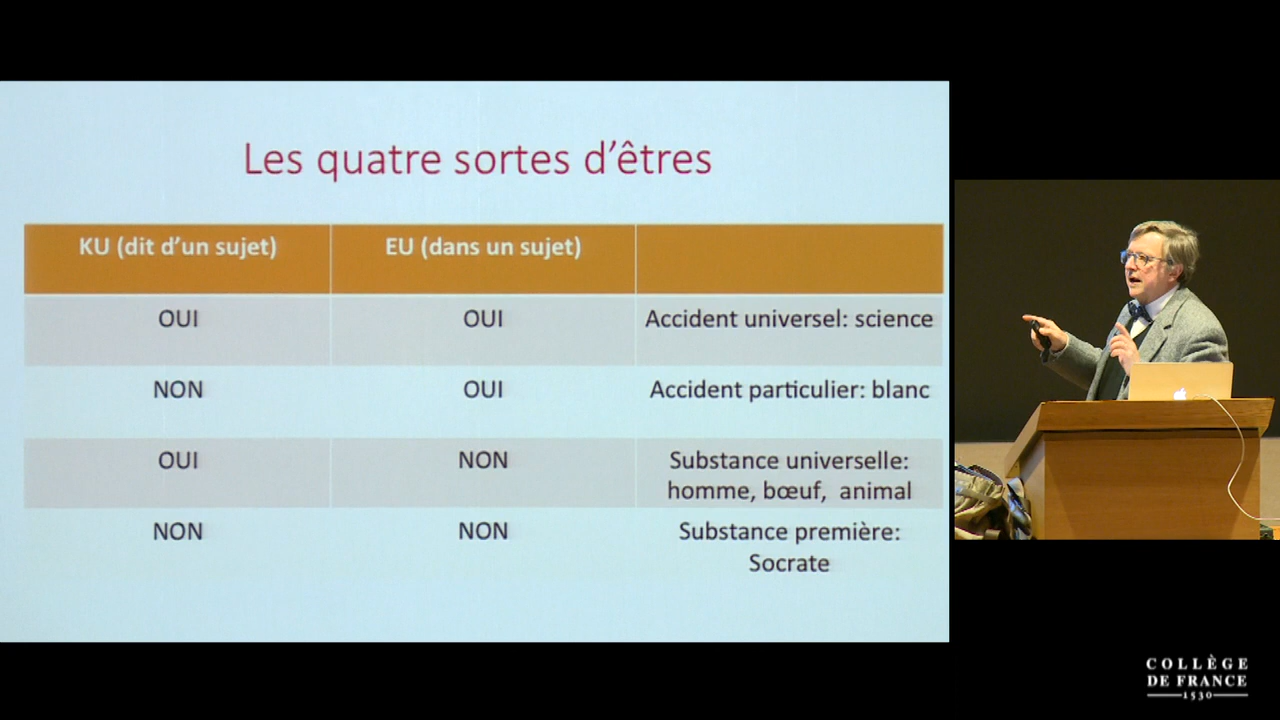 Les quatre sortes d'êtres
KU (dit d'un sujet) EU (dans un sujet)
OUI OUI Accident universel: science
NON OUI Accident particulier: blanc
OUI NON Substance universelle:
homme, bœuf, animal
NON NON Substance première:
Socrate
COLLÈGE
DE FRANCE
1530